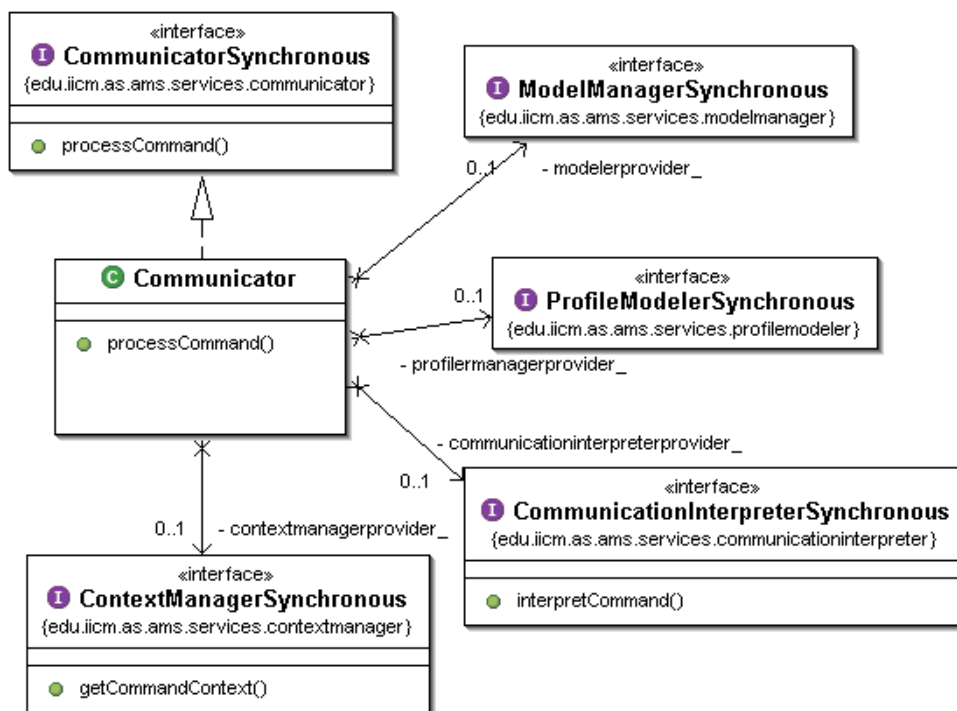 «interface»
I CommunicatorSynchronous
{edu.iicm.as.ams.services.communicator}
processCommand()
«interface»
I ModelManagerSynchronous
{edu.iicm.as.ams.services.modelmanager}
0..1
- modelerprovider_
C Communicator
processCommand()
«interface»
I ProfileModelerSynchronous
{edu.iicm.as.ams.services.profilemodeler}
0..1
- profilermanagerprovider_
- communicationinterpreterprovider_
0..1
«interface»
I CommunicationInterpreterSynchronous
{edu.iicm.as.ams.services.communicationinterpreter}
interpretCommand()
0..1
- contextmanagerprovider_
«interface»
I ContextManagerSynchronous
{edu.iicm.as.ams.services.contextmanager}
getCommandContext()